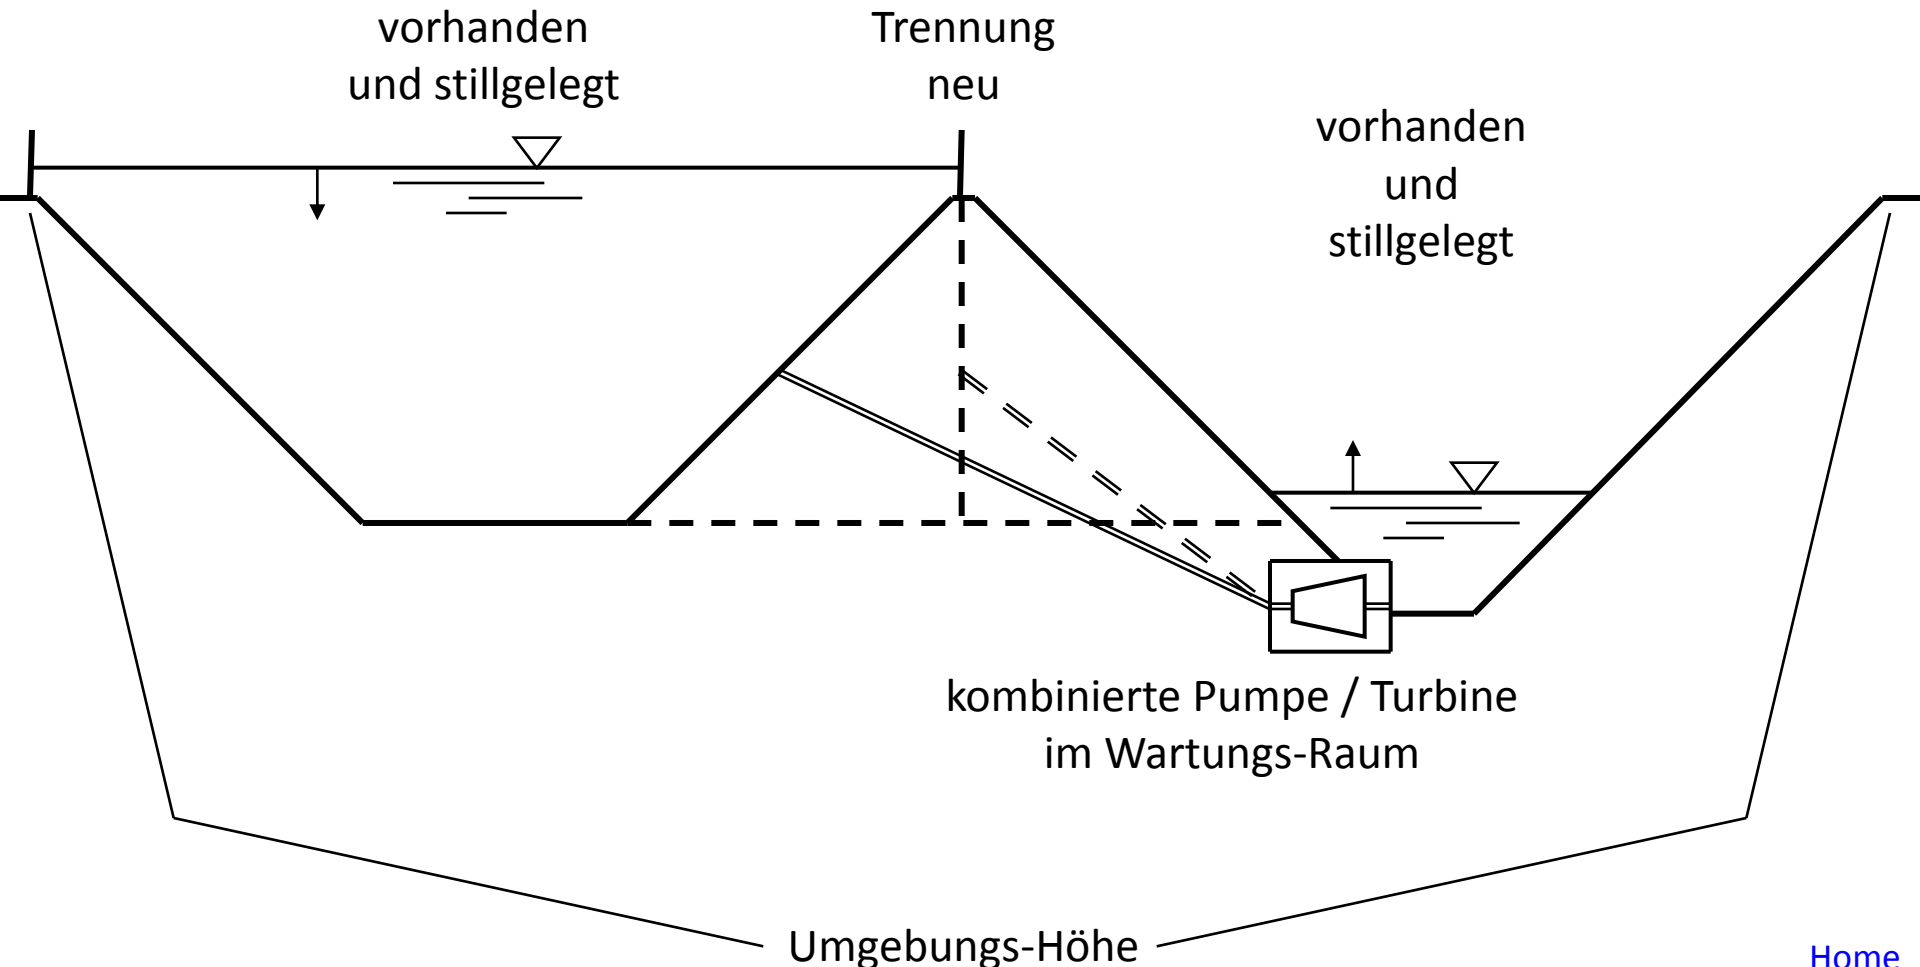 vorhanden
und stillgelegt
Trennung
neu
vorhanden
und
stillgelegt
kombinierte Pumpe / Turbine
im Wartungs-Raum
Umgebungs-Höhe
Home